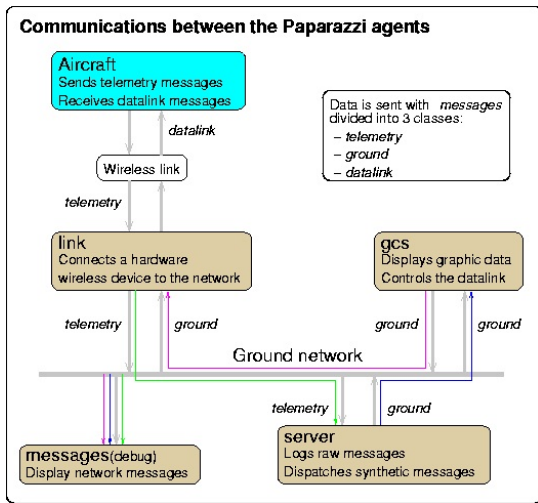 Communications between the Paparazzi agents
Aircraft
Sends telemetry messages
Receives datalink messages
Data is sent with messages
divided into 3 classes:
– telemetry
– ground
– datalink
datalink
Wireless link
telemetry
link
Connects a hardware
wireless device to the network
gcs
Displays graphic data
Controls the datalink
telemetry
ground
ground
ground
Ground network
telemetry
ground
messages(debug)
Display network messages
server
Logs raw messages
Dispatches synthetic messages